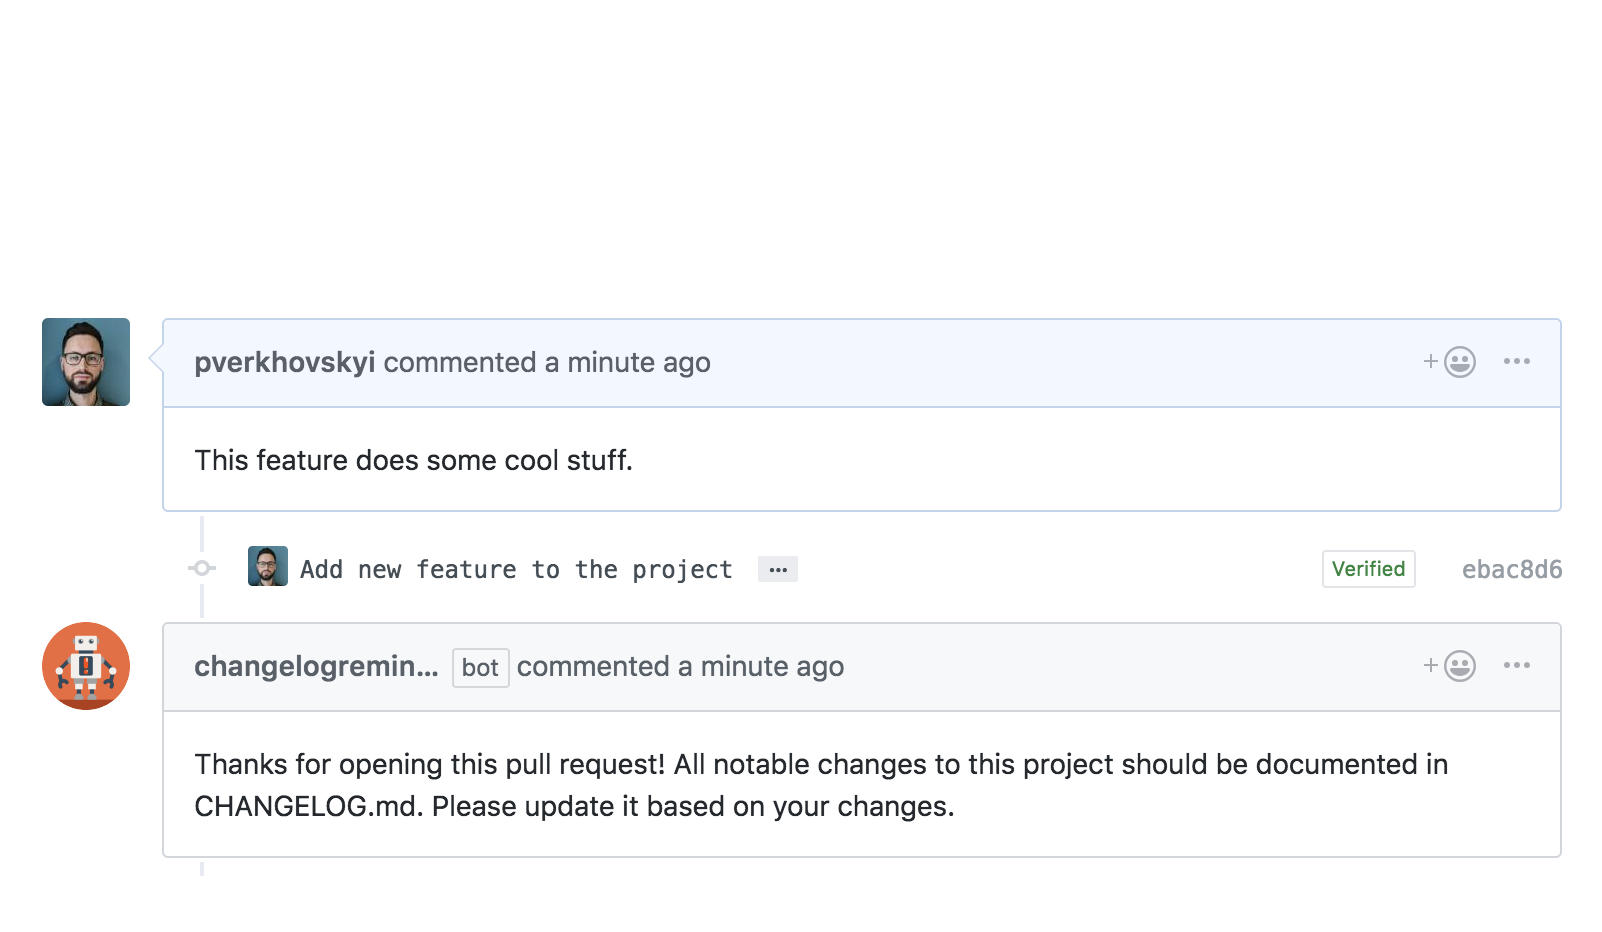 pverkhovskyi commented a minute ago
This feature does some cool stuff.
Add new feature to the project ... Verified ebac8d6
changelogremin... bot commented a minute ago
Thanks for opening this pull request! All notable changes to this project should be documented in
CHANGELOG.md. Please update it based on your changes.